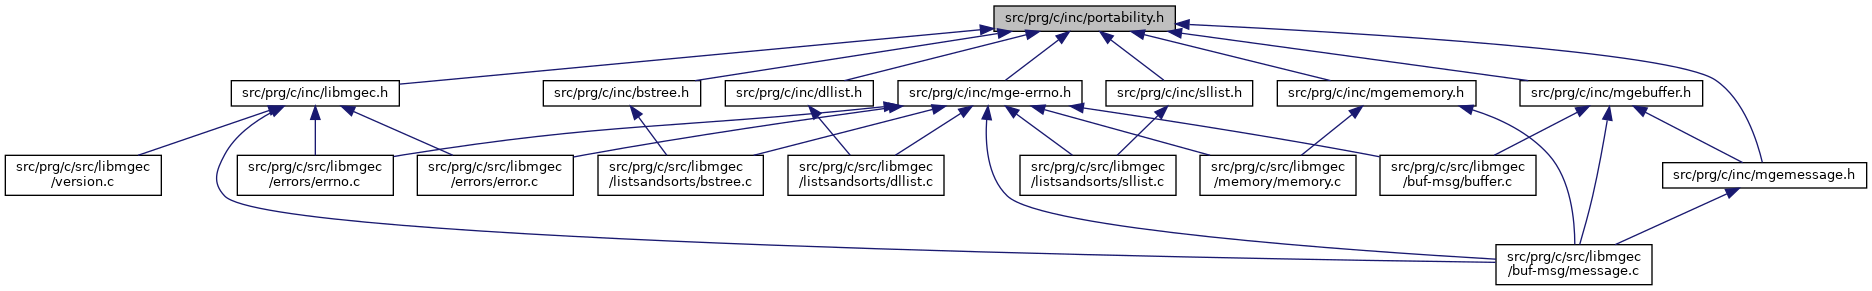 src/prg/c/inc/portability.h
src/prg/c/inc/libmgec.h
src/prg/c/inc/bstree.h
src/prg/c/inc/dllist.h
src/prg/c/inc/mge-errno.h
src/prg/c/inc/sllist.h
src/prg/c/inc/mgememory.h
src/prg/c/inc/mgebuffer.h
src/prg/c/src/libmgec
/version.c
src/prg/c/src/libmgec
/errors/errno.c
src/prg/c/src/libmgec
/errors/error.c
src/prg/c/src/libmgec
/listsandsorts/bstree.c
src/prg/c/src/libmgec
/listsandsorts/dllist.c
src/prg/c/src/libmgec
/listsandsorts/sllist.c
src/prg/c/src/libmgec
/memory/memory.c
src/prg/c/src/libmgec
/buf-msg/buffer.c
src/prg/c/inc/mgemessage.h
src/prg/c/src/libmgec
/buf-msg/message.c